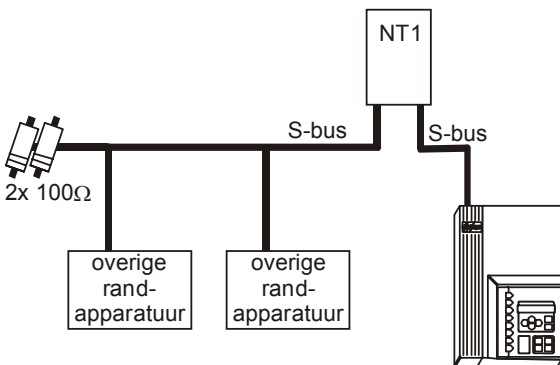 NT1
S-bus
S-bus
2x 100Ω
overige
rand-
apparatuur
overige
rand-
apparatuur